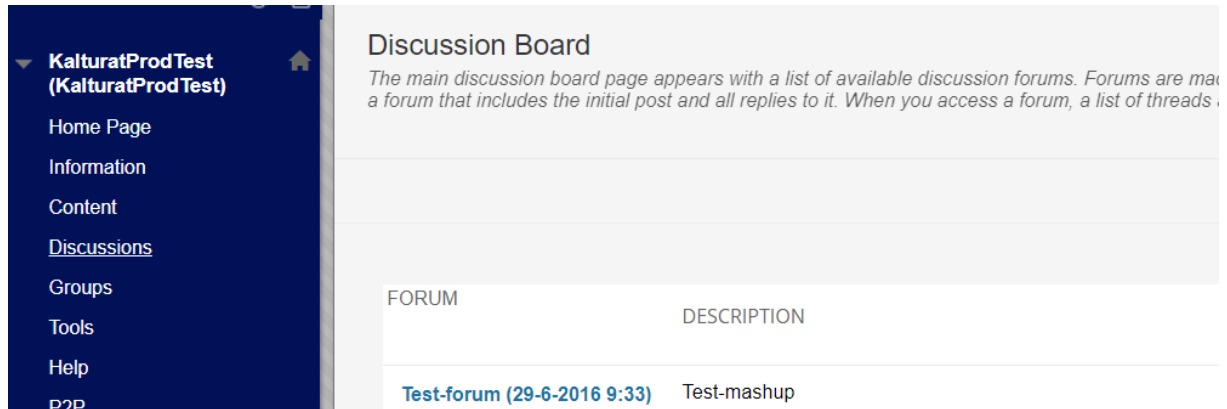 KalturatProdTest
(KalturatProdTest)
Home Page
Information
Content
Discussions
Groups
Tools
Help
P2P
Discussion Board
The main discussion board page appears with a list of available discussion forums. Forums are
a forum that includes the initial post and all replies to it. When you access a forum, a list of threads
FORUM
DESCRIPTION
Test-forum (29-6-2016 9:33)
Test-mashup